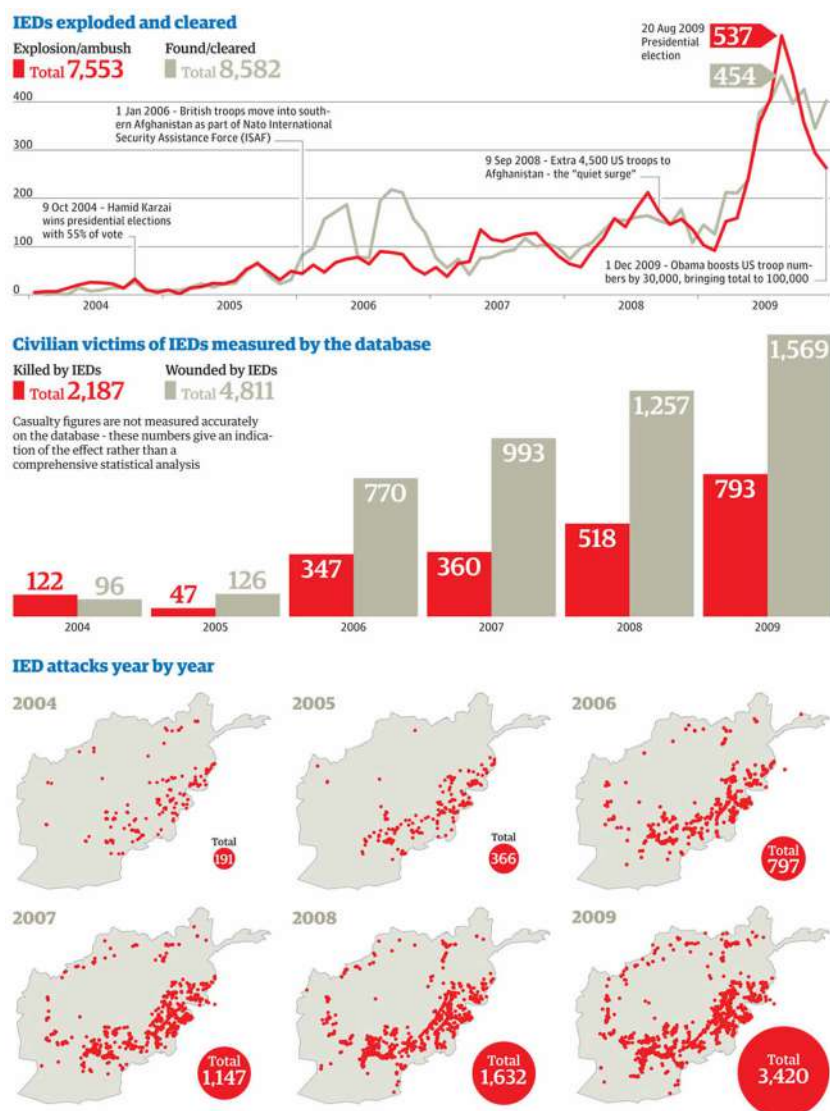 IEDs exploded and cleared
Explosion/ambush
Total 7,553
Found/cleared
Total 8,582
20 Aug 2009
Presidential
election
537
454
400
300
200
100
0
1 Jan 2006 - British troops move into south-
ern Afghanistan as part of Nato International
Security Assistance Force (ISAF)
9 Oct 2004 - Hamid Karzai
wins presidential elections
with 55% of vote
9 Sep 2008 - Extra 4,500 US troops to
Afghanistan - the "quiet surge"
1 Dec 2009 - Obama boosts US troop num-
bers by 30,000, bringing total to 100,000
2004
2005
2006
2007
2008
2009
Civilian victims of IEDs measured by the database
Killed by IEDs
Total 2,187
Wounded by IEDs
Total 4,811
Casualty figures are not measured accurately
on the database - these numbers give an indica-
tion of the effect rather than a
comprehensive statistical analysis
122
96
47
126
347
770
360
993
518
1,257
793
1,569
2004
2005
2006
2007
2008
2009
IED attacks year by year
2004
Total
191
2005
Total
366
2006
Total
797
2007
Total
1,147
2008
Total
1,632
2009
Total
3,420